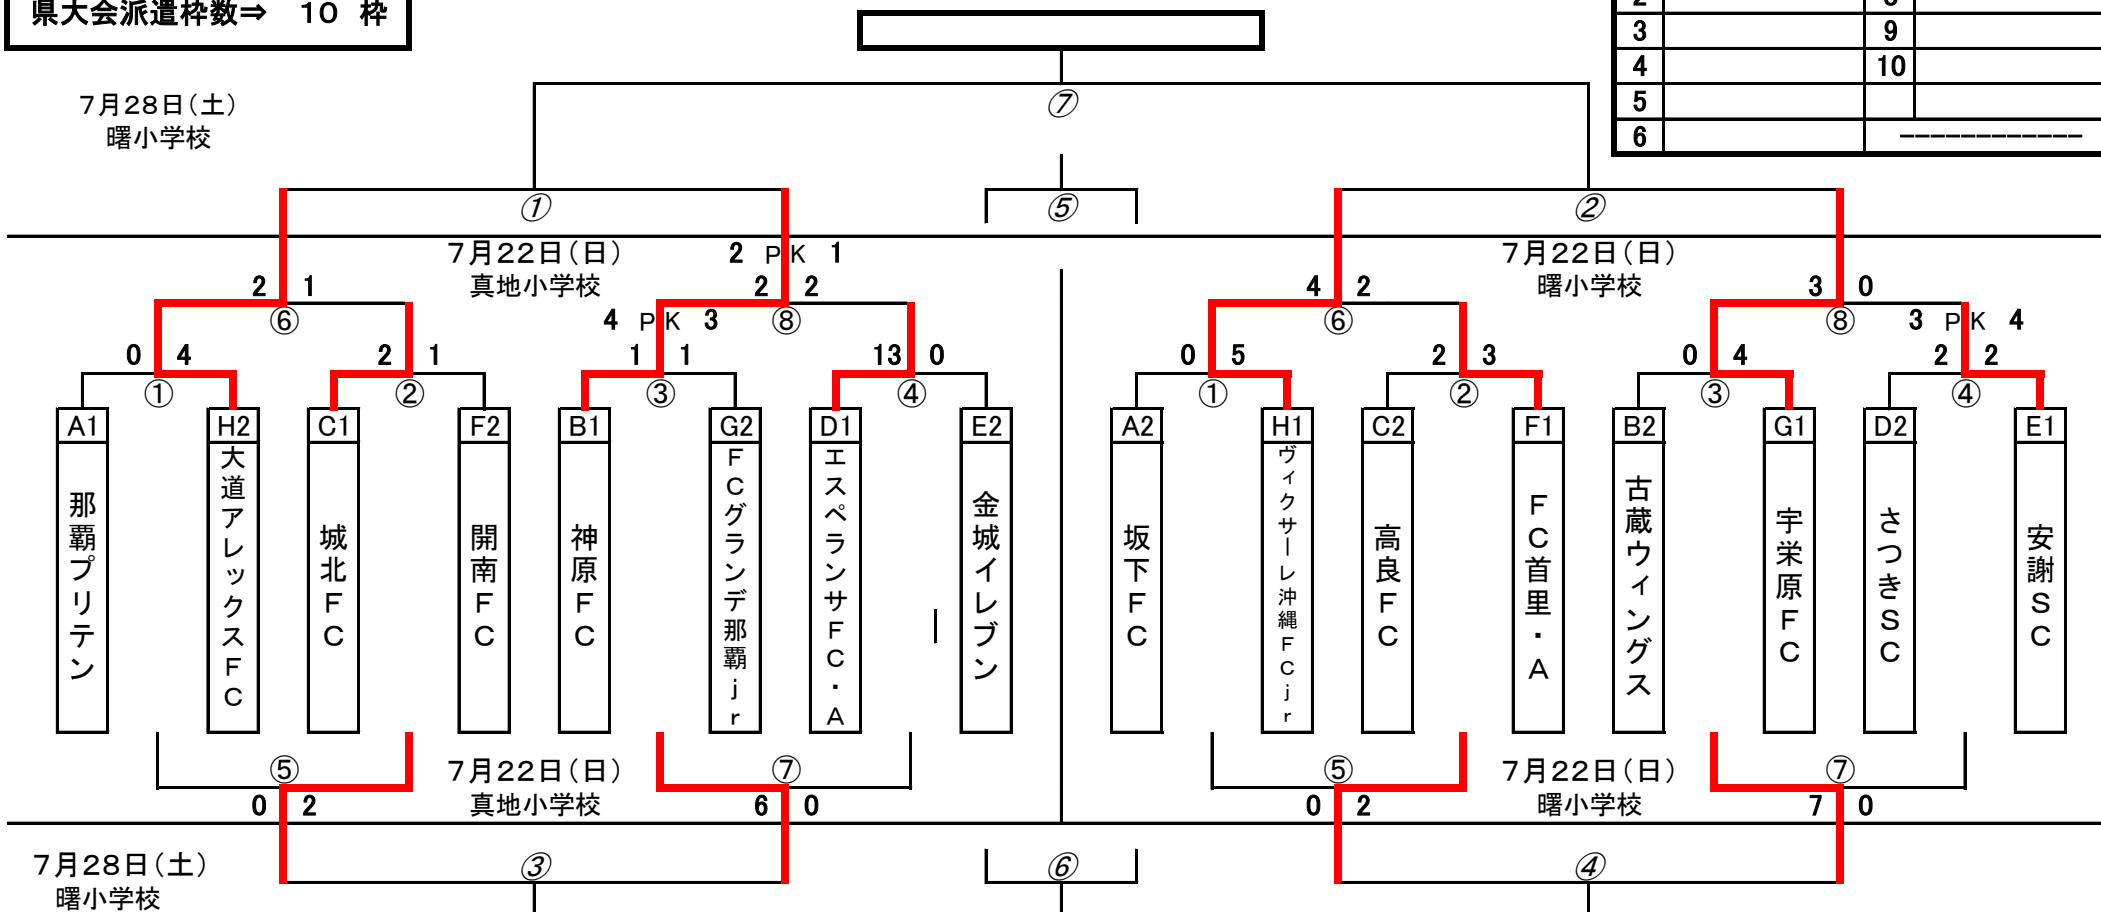 県大会派遣枠数⇒　10 枠
2
8
3
9
4
10
5
6
------------
7月28日(土)
曙小学校
⑦
①
⑤
②
7月22日(日)
真地小学校
2 PK 1
7月22日(日)
曙小学校
2 1
2 2
4 2
3 0
⑥
4 PK 3
⑧
⑥
⑧
3 PK 4
0 4
2 1
1 1
13 0
0 5
2 3
0 4
2 2
①
②
③
④
①
②
③
④
A1
H2
C1
F2
B1
G2
D1
E2
A2
H1
C2
F1
B2
G1
D2
E1
那覇プリテン
大道アレックスFC
城北FC
開南FC
神原FC
FCグランデ那覇jr
エスペランサFC・A
金城イレブン
坂下FC
ヴィクサーレ沖縄FCjr
高良FC
FC首里・A
古蔵ウィングス
宇栄原FC
さつきSC
安謝SC
⑤
7月22日(日)
真地小学校
⑦
⑤
7月22日(日)
曙小学校
⑦
0 2
6 0
0 2
7 0
7月28日(土)
曙小学校
③
⑥
④